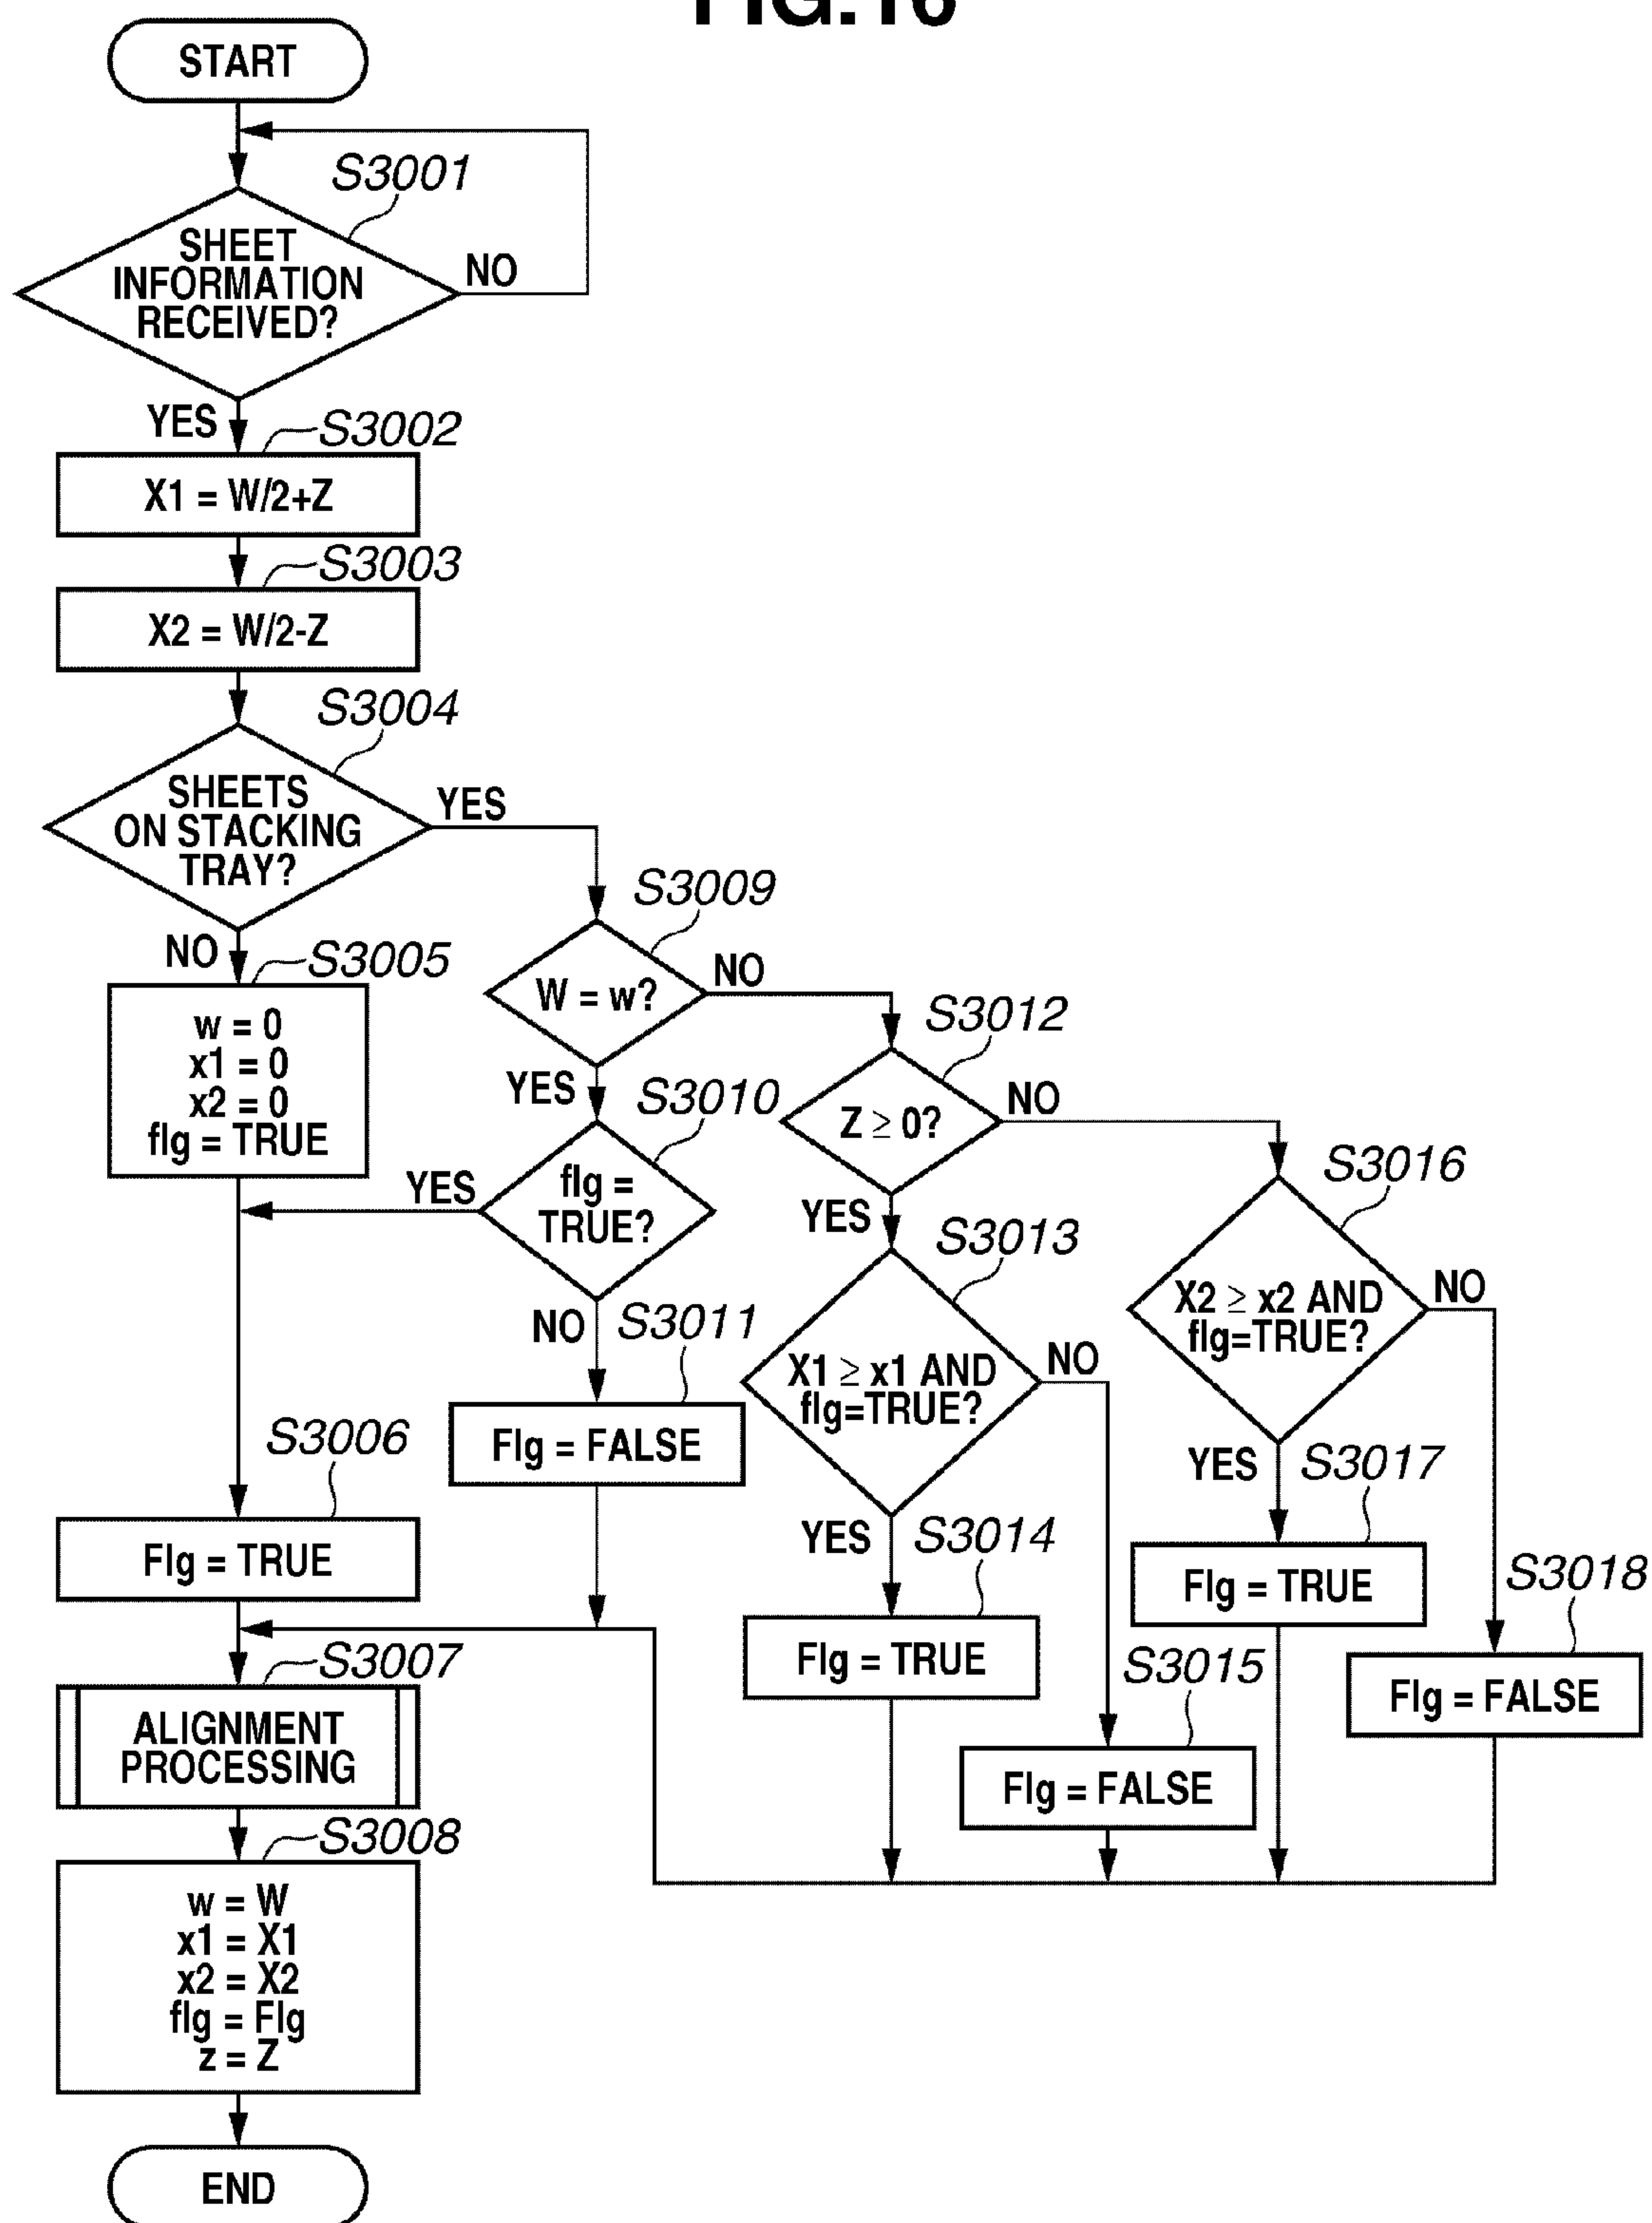 FIG.16
START
S3001
SHEET
INFORMATION
RECEIVED?
NO
YES
S3002
X1 = W/2+Z
S3003
X2 = W/2-Z
S3004
SHEETS
ON STACKING
TRAY?
YES
NO
S3005
w = 0
x1 = 0
x2 = 0
flg = TRUE
S3009
W = w?
NO
YES
S3010
flg =
TRUE?
YES
NO
S3011
Flg = FALSE
S3012
Z ≥ 0?
NO
YES
S3013
X1 ≥ x1 AND
flg=TRUE?
NO
YES
S3014
Flg = TRUE
S3015
Flg = FALSE
S3016
X2 ≥ x2 AND
flg=TRUE?
NO
YES
S3017
Flg = TRUE
S3018
Flg = FALSE
S3006
Flg = TRUE
S3007
ALIGNMENT
PROCESSING
S3008
w = W
x1 = X1
x2 = X2
flg = Flg
z = Z
END